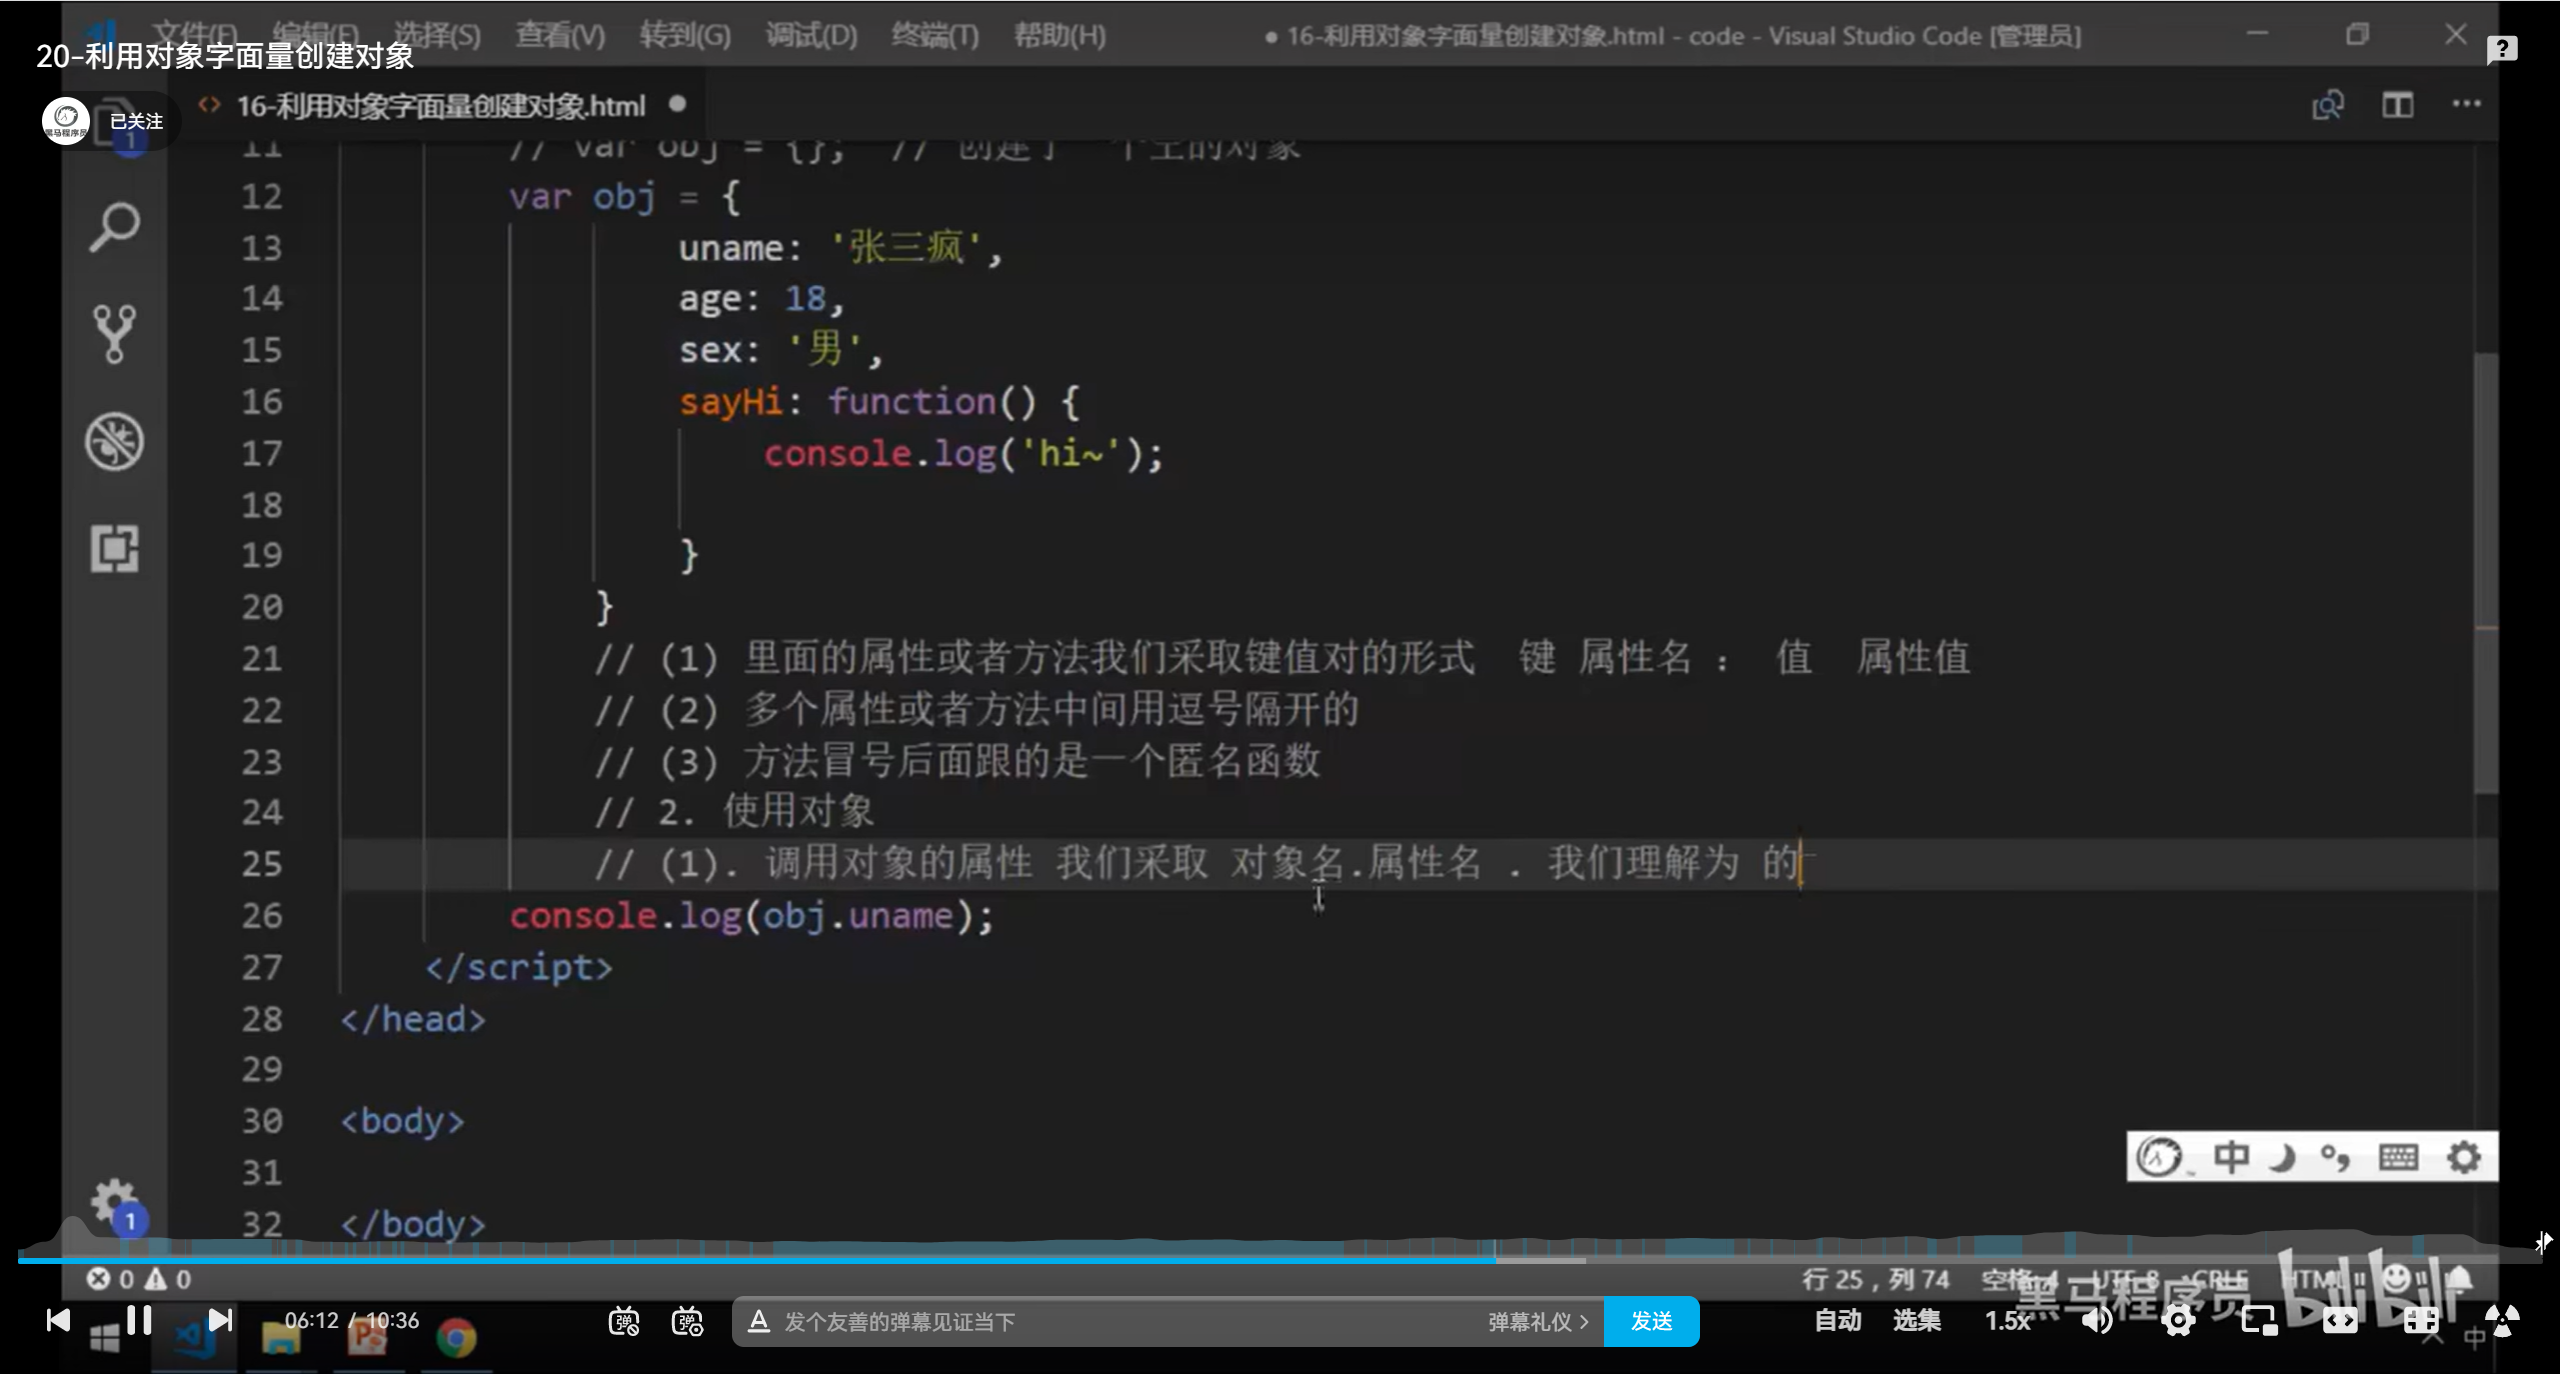 文件(F) 编辑(E) 选择(S) 查看(V) 转到(G) 调试(D) 终端(T) 帮助(H) ● 16-利用对象字面量创建对象.html - code - Visual Studio Code [管理员]
20-利用对象字面量创建对象
已关注
1
<> 16-利用对象字面量创建对象.html
11 // var obj = {}; // 创建了一个空的对象
12 var obj = {
13 uname: '张三疯',
14 age: 18,
15 sex: '男',
16 sayHi: function() {
17 console.log('hi~');
18
19 }
20 }
21 // (1) 里面的属性或者方法我们采取键值对的形式 键 属性名 ： 值 属性值
22 // (2) 多个属性或者方法中间用逗号隔开的
23 // (3) 方法冒号后面跟的是一个匿名函数
24 // 2. 使用对象
25 // (1). 调用对象的属性 我们采取 对象名.属性名 . 我们理解为 的
26 console.log(obj.uname);
27 </script>
28 </head>
29
30 <body>
31
32 </body>
中
1
0 0
行 25，列 74 空格: 4 UTF-8 CRLF HTML
黑马程序员 bilibili
06:12 / 10:36
弹
弹
A 发个友善的弹幕见证当下
弹幕礼仪 >
发送
自动 选集 1.5x
中